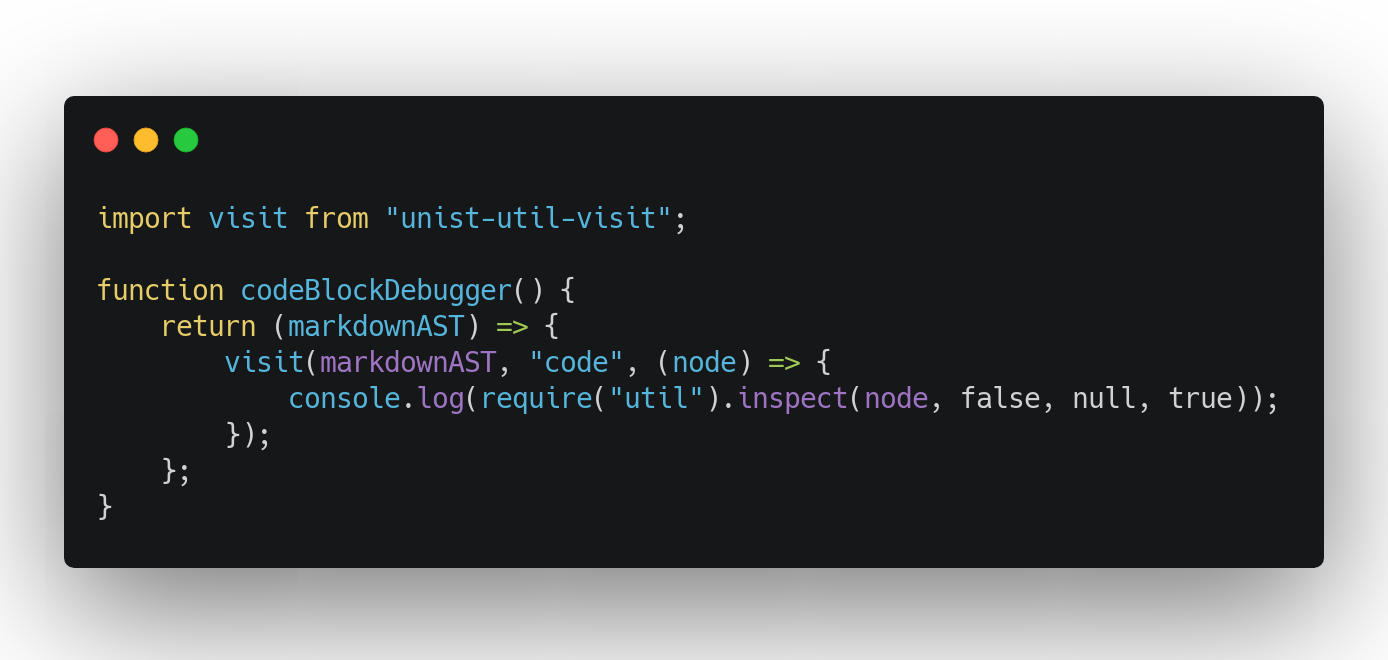 import visit from "unist-util-visit";

function codeBlockDebugger() {
    return (markdownAST) => {
        visit(markdownAST, "code", (node) => {
            console.log(require("util").inspect(node, false, null, true));
        });
    };
}